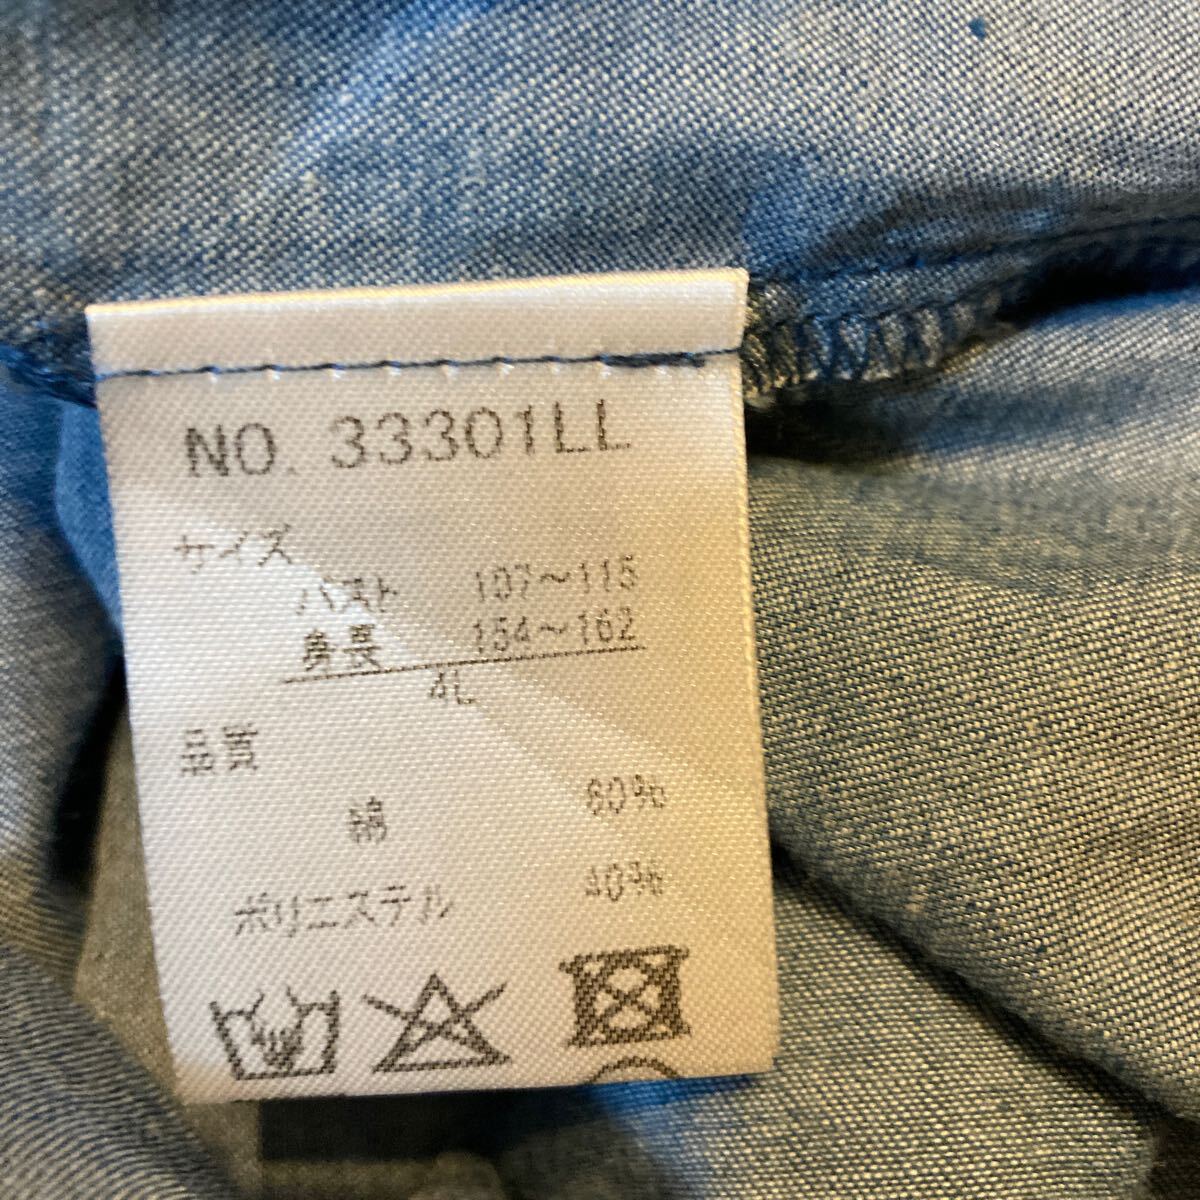 NO. 33301LL
サイズ
バスト 107～115
身長 154～162
4L
品質
綿 60%
ポリエステル 40%